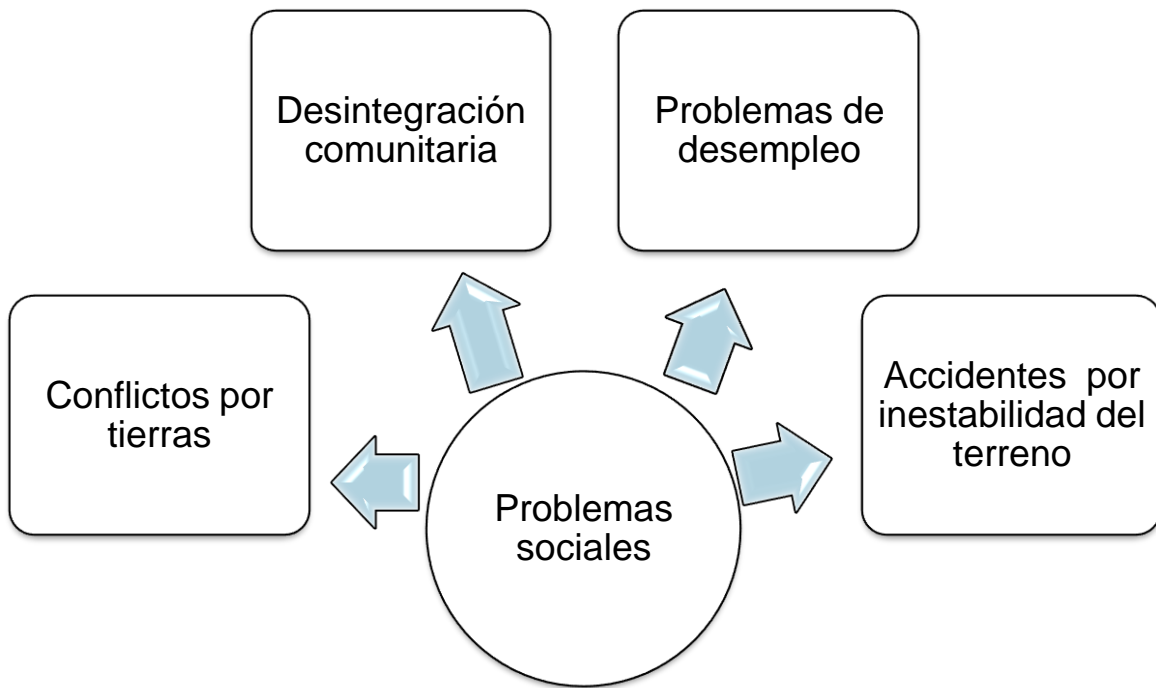 Desintegración
comunitaria
Problemas de
desempleo
Conflictos por
tierras
Accidentes  por
inestabilidad del
terreno
Problemas
sociales